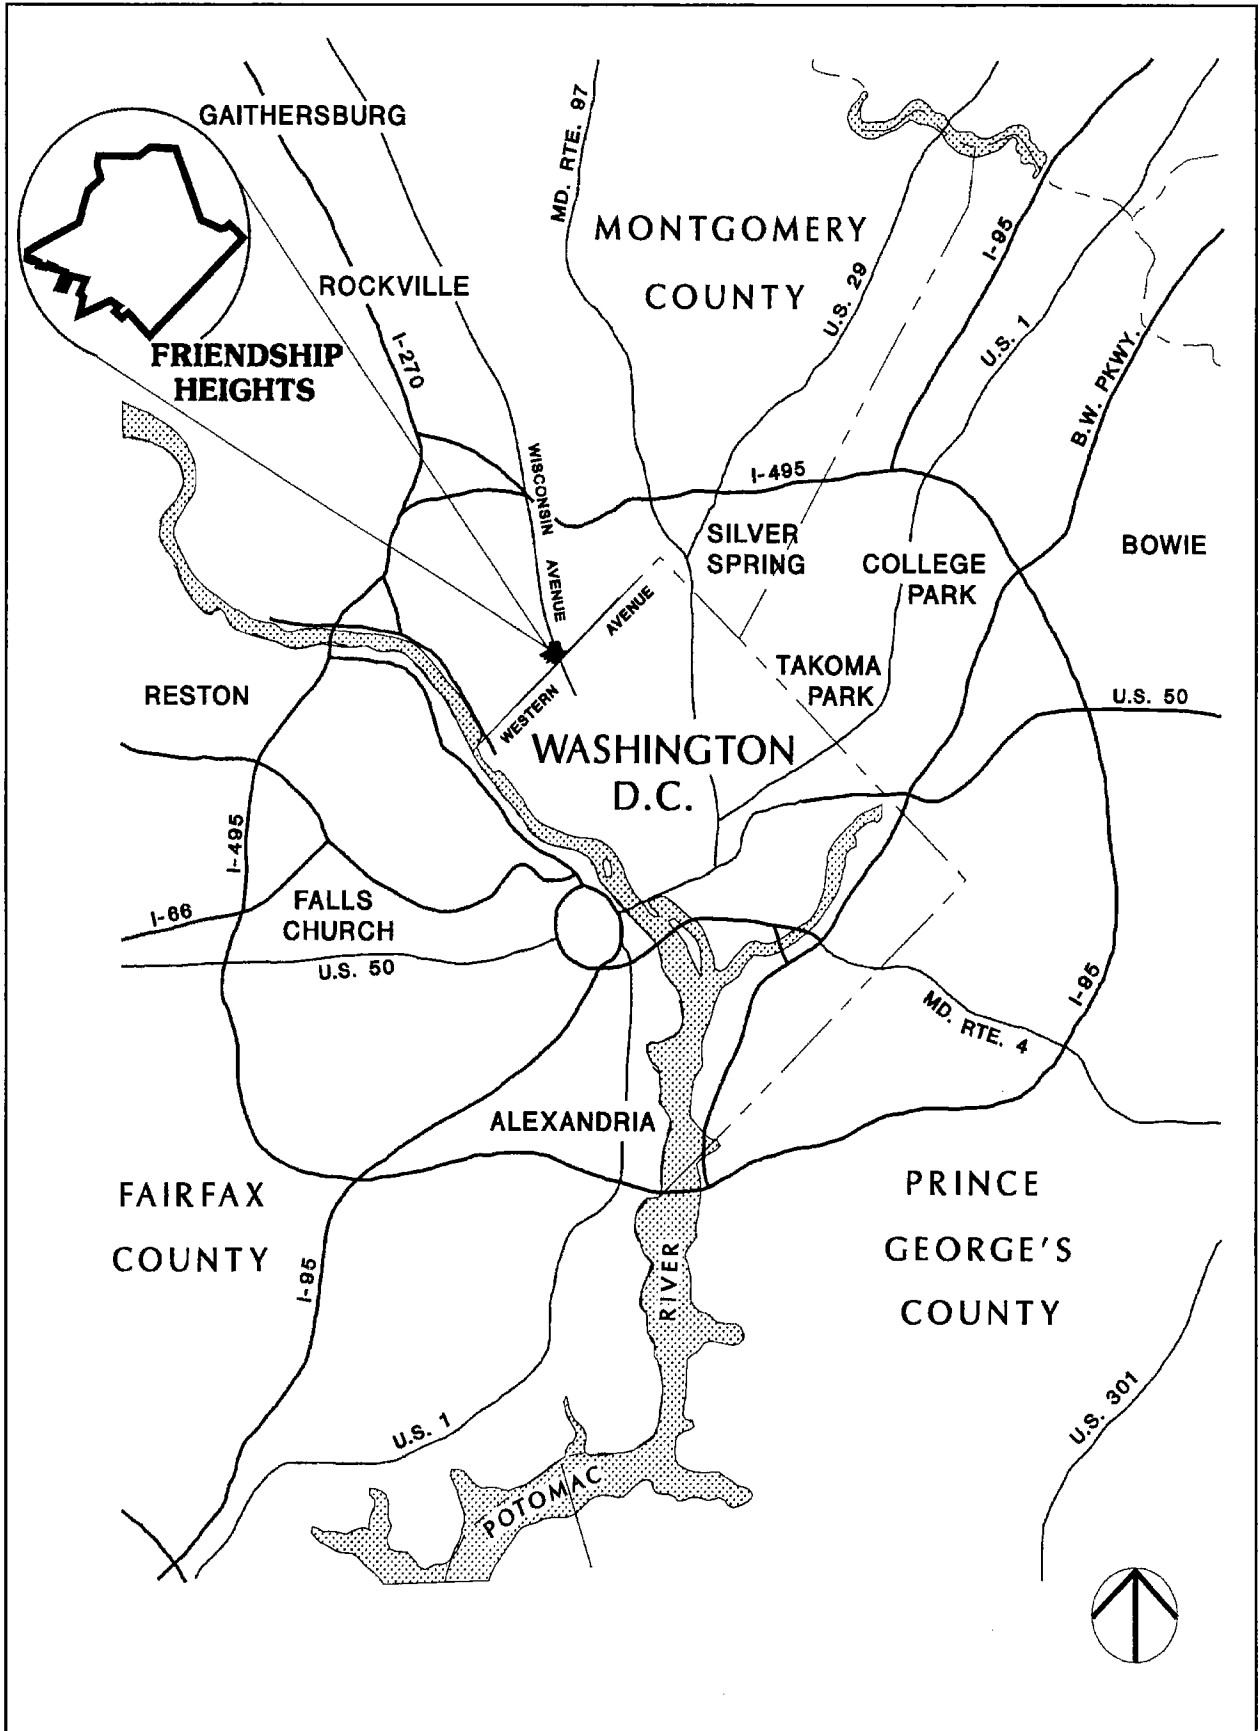 GAITHERSBURG
MD. RTE. 97
MONTGOMERY
COUNTY
I-95
ROCKVILLE
U.S. 29
U.S. 1
FRIENDSHIP
HEIGHTS
I-270
B.W. PKWY.
WISCONSIN
AVENUE
I-495
SILVER
SPRING
COLLEGE
PARK
BOWIE
AVENUE
WESTERN
TAKOMA
PARK
RESTON
U.S. 50
WASHINGTON
D.C.
I-495
I-66
FALLS
CHURCH
U.S. 50
I-95
MD. RTE. 4
ALEXANDRIA
FAIRFAX
COUNTY
PRINCE
GEORGE'S
COUNTY
I-95
RIVER
U.S. 1
U.S. 301
POTOMAC